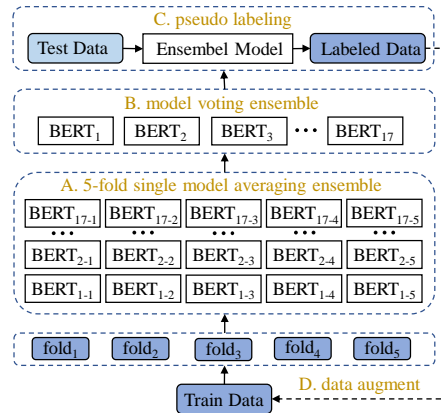 C. pseudo labeling
Test Data Ensembel Model Labeled Data
B. model voting ensemble
BERT1 BERT2 BERT3 ••• BERT17
A. 5-fold single model averaging ensemble
BERT17-1 BERT17-2 BERT17-3 BERT17-4 BERT17-5
••• ••• ••• ••• •••
BERT2-1 BERT2-2 BERT2-3 BERT2-4 BERT2-5
BERT1-1 BERT1-2 BERT1-3 BERT1-4 BERT1-5
fold1 fold2 fold3 fold4 fold5
Train Data D. data augment